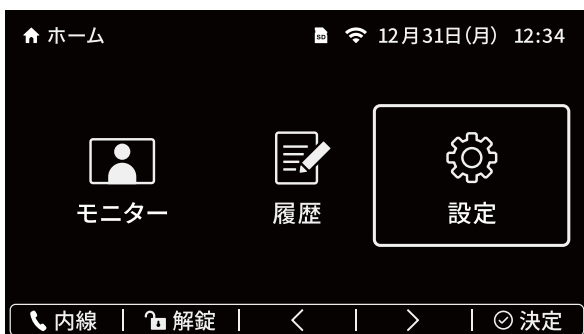 ホーム SD 12月31日(月) 12:34
モニター 履歴 設定
内線 解錠 < > 決定